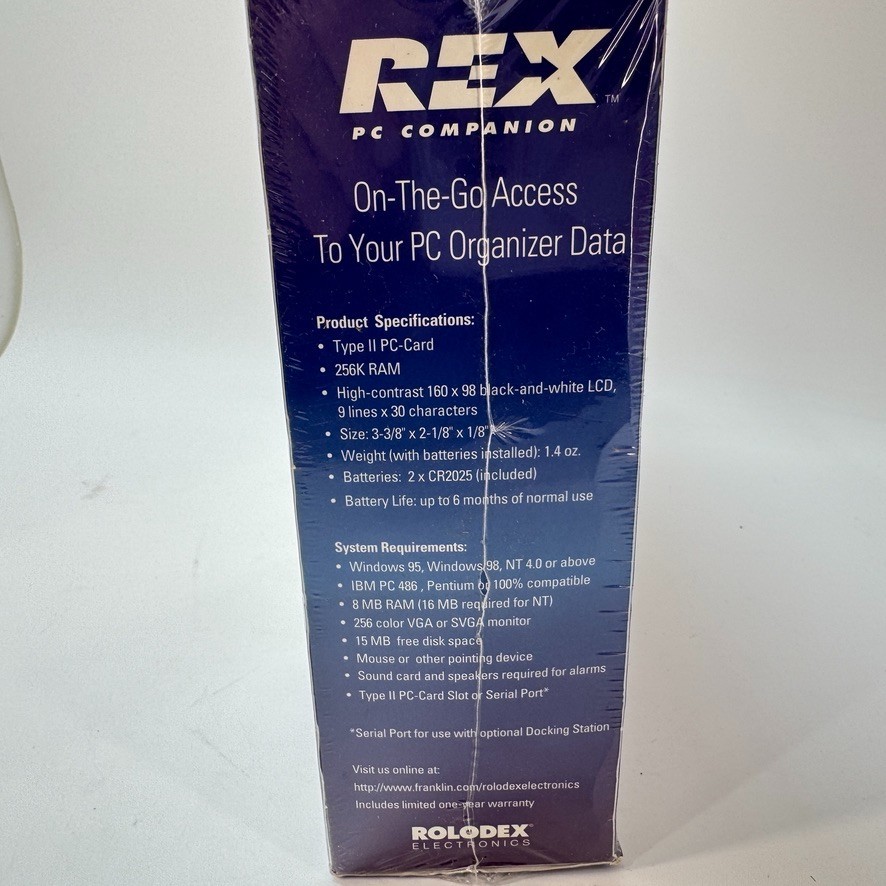 REX™
PC COMPANION
On-The-Go Access
To Your PC Organizer Data
Product Specifications:
• Type II PC-Card
• 256K RAM
• High-contrast 160 x 98 black-and-white LCD,
9 lines x 30 characters
• Size: 3-3/8" x 2-1/8" x 1/8"
• Weight (with batteries installed): 1.4 oz.
• Batteries: 2 x CR2025 (included)
• Battery Life: up to 6 months of normal use
System Requirements:
• Windows 95, Windows 98, NT 4.0 or above
• IBM PC 486 , Pentium or 100% compatible
• 8 MB RAM (16 MB required for NT)
• 256 color VGA or SVGA monitor
• 15 MB free disk space
• Mouse or other pointing device
• Sound card and speakers required for alarms
• Type II PC-Card Slot or Serial Port*
*Serial Port for use with optional Docking Station
Visit us online at:
http://www.franklin.com/rolodexelectronics
Includes limited one-year warranty
ROLODEX®
ELECTRONICS